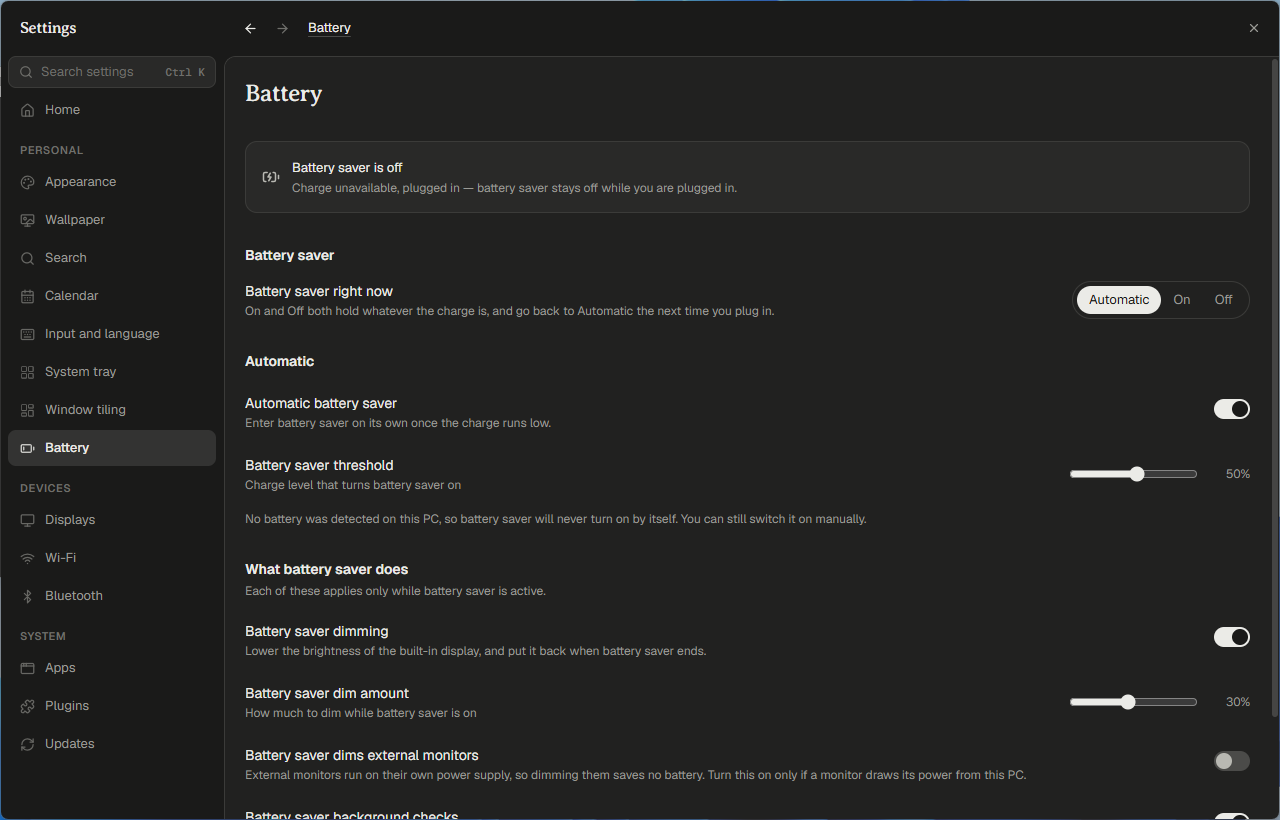 Settings
Battery
Search settings
Ctrl K
Home
PERSONAL
Appearance
Wallpaper
Search
Calendar
Input and language
System tray
Window tiling
Battery
DEVICES
Displays
Wi-Fi
Bluetooth
SYSTEM
Apps
Plugins
Updates
Battery
Battery saver is off
Charge unavailable, plugged in — battery saver stays off while you are plugged in.
Battery saver
Battery saver right now
On and Off both hold whatever the charge is, and go back to Automatic the next time you plug in.
Automatic
On
Off
Automatic
Automatic battery saver
Enter battery saver on its own once the charge runs low.
Battery saver threshold
Charge level that turns battery saver on
50%
No battery was detected on this PC, so battery saver will never turn on by itself. You can still switch it on manually.
What battery saver does
Each of these applies only while battery saver is active.
Battery saver dimming
Lower the brightness of the built-in display, and put it back when battery saver ends.
Battery saver dim amount
How much to dim while battery saver is on
30%
Battery saver dims external monitors
External monitors run on their own power supply, so dimming them saves no battery. Turn this on only if a monitor draws its power from this PC.
Battery saver background checks